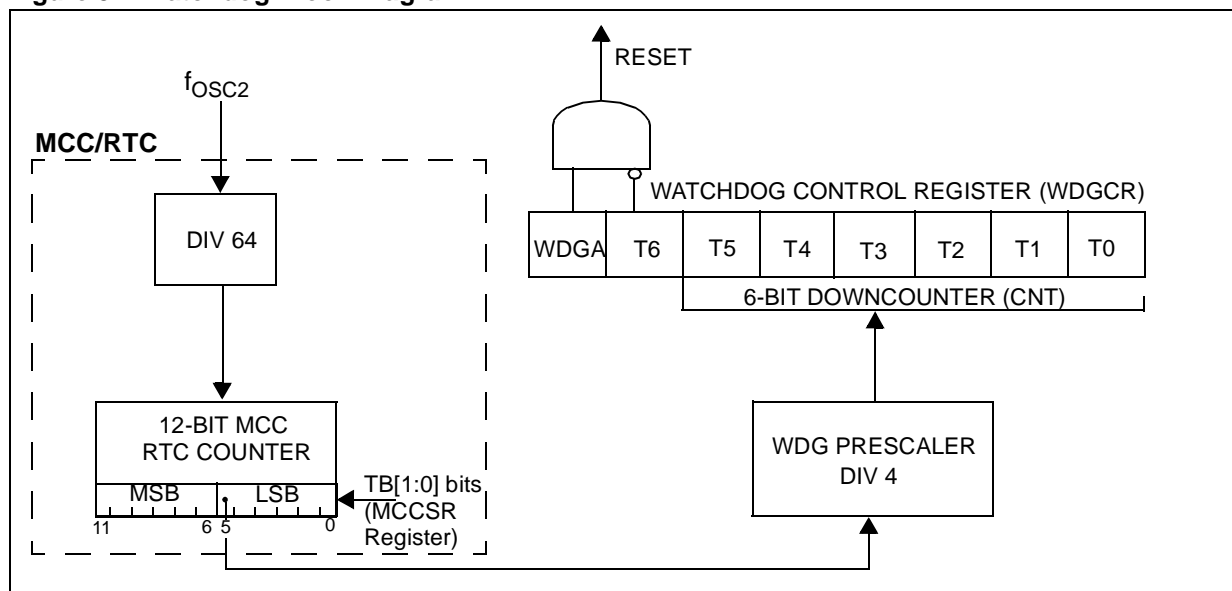 RESET
fOSC2
MCC/RTC
DIV 64
WATCHDOG CONTROL REGISTER (WDGCR)
WDGA T6 T5 T4 T3 T2 T1 T0
6-BIT DOWNCOUNTER (CNT)
12-BIT MCC
RTC COUNTER
MSB LSB
11 6 5 0
TB[1:0] bits
(MCCSR
Register)
WDG PRESCALER
DIV 4